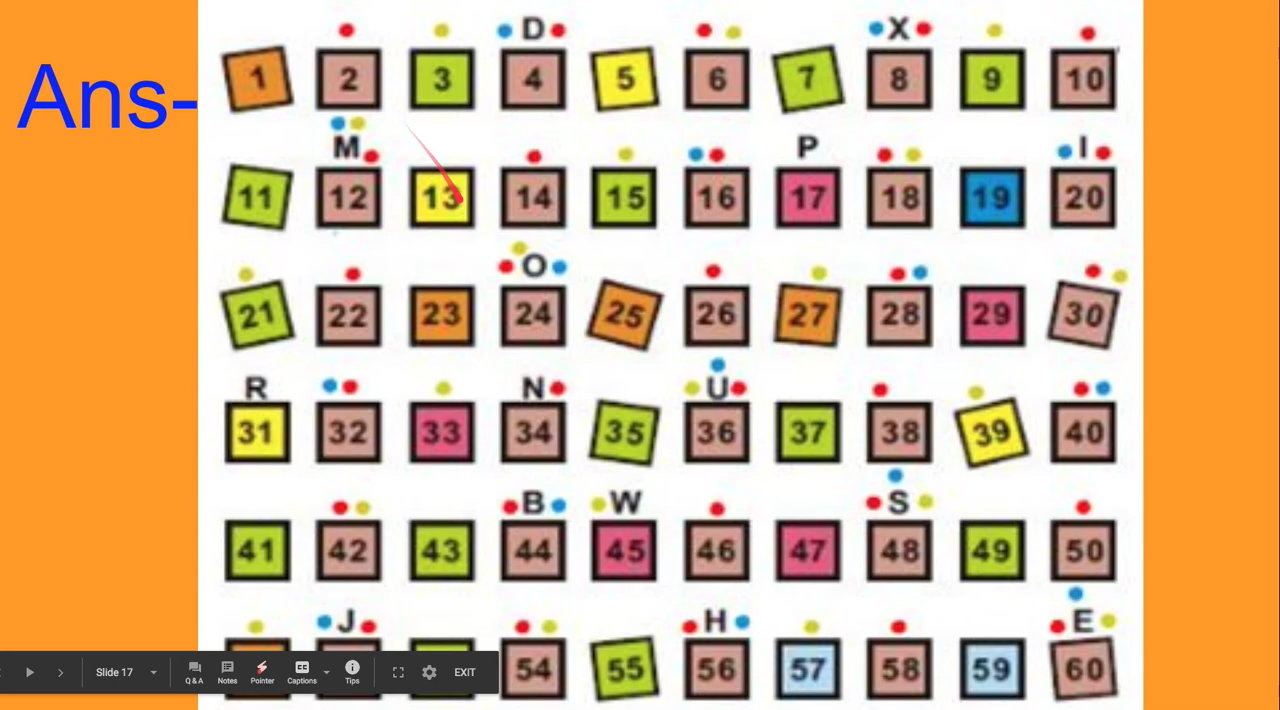 D X
1 2 3 4 5 6 7 8 9 10
Ans-
M P I
11 12 13 14 15 16 17 18 19 20
O
21 22 23 24 25 26 27 28 29 30
R N U
31 32 33 34 35 36 37 38 39 40
B W S
41 42 43 44 45 46 47 48 49 50
J H E
54 55 56 57 58 59 60
Slide 17
Q & A Notes Pointer Captions Tips EXIT